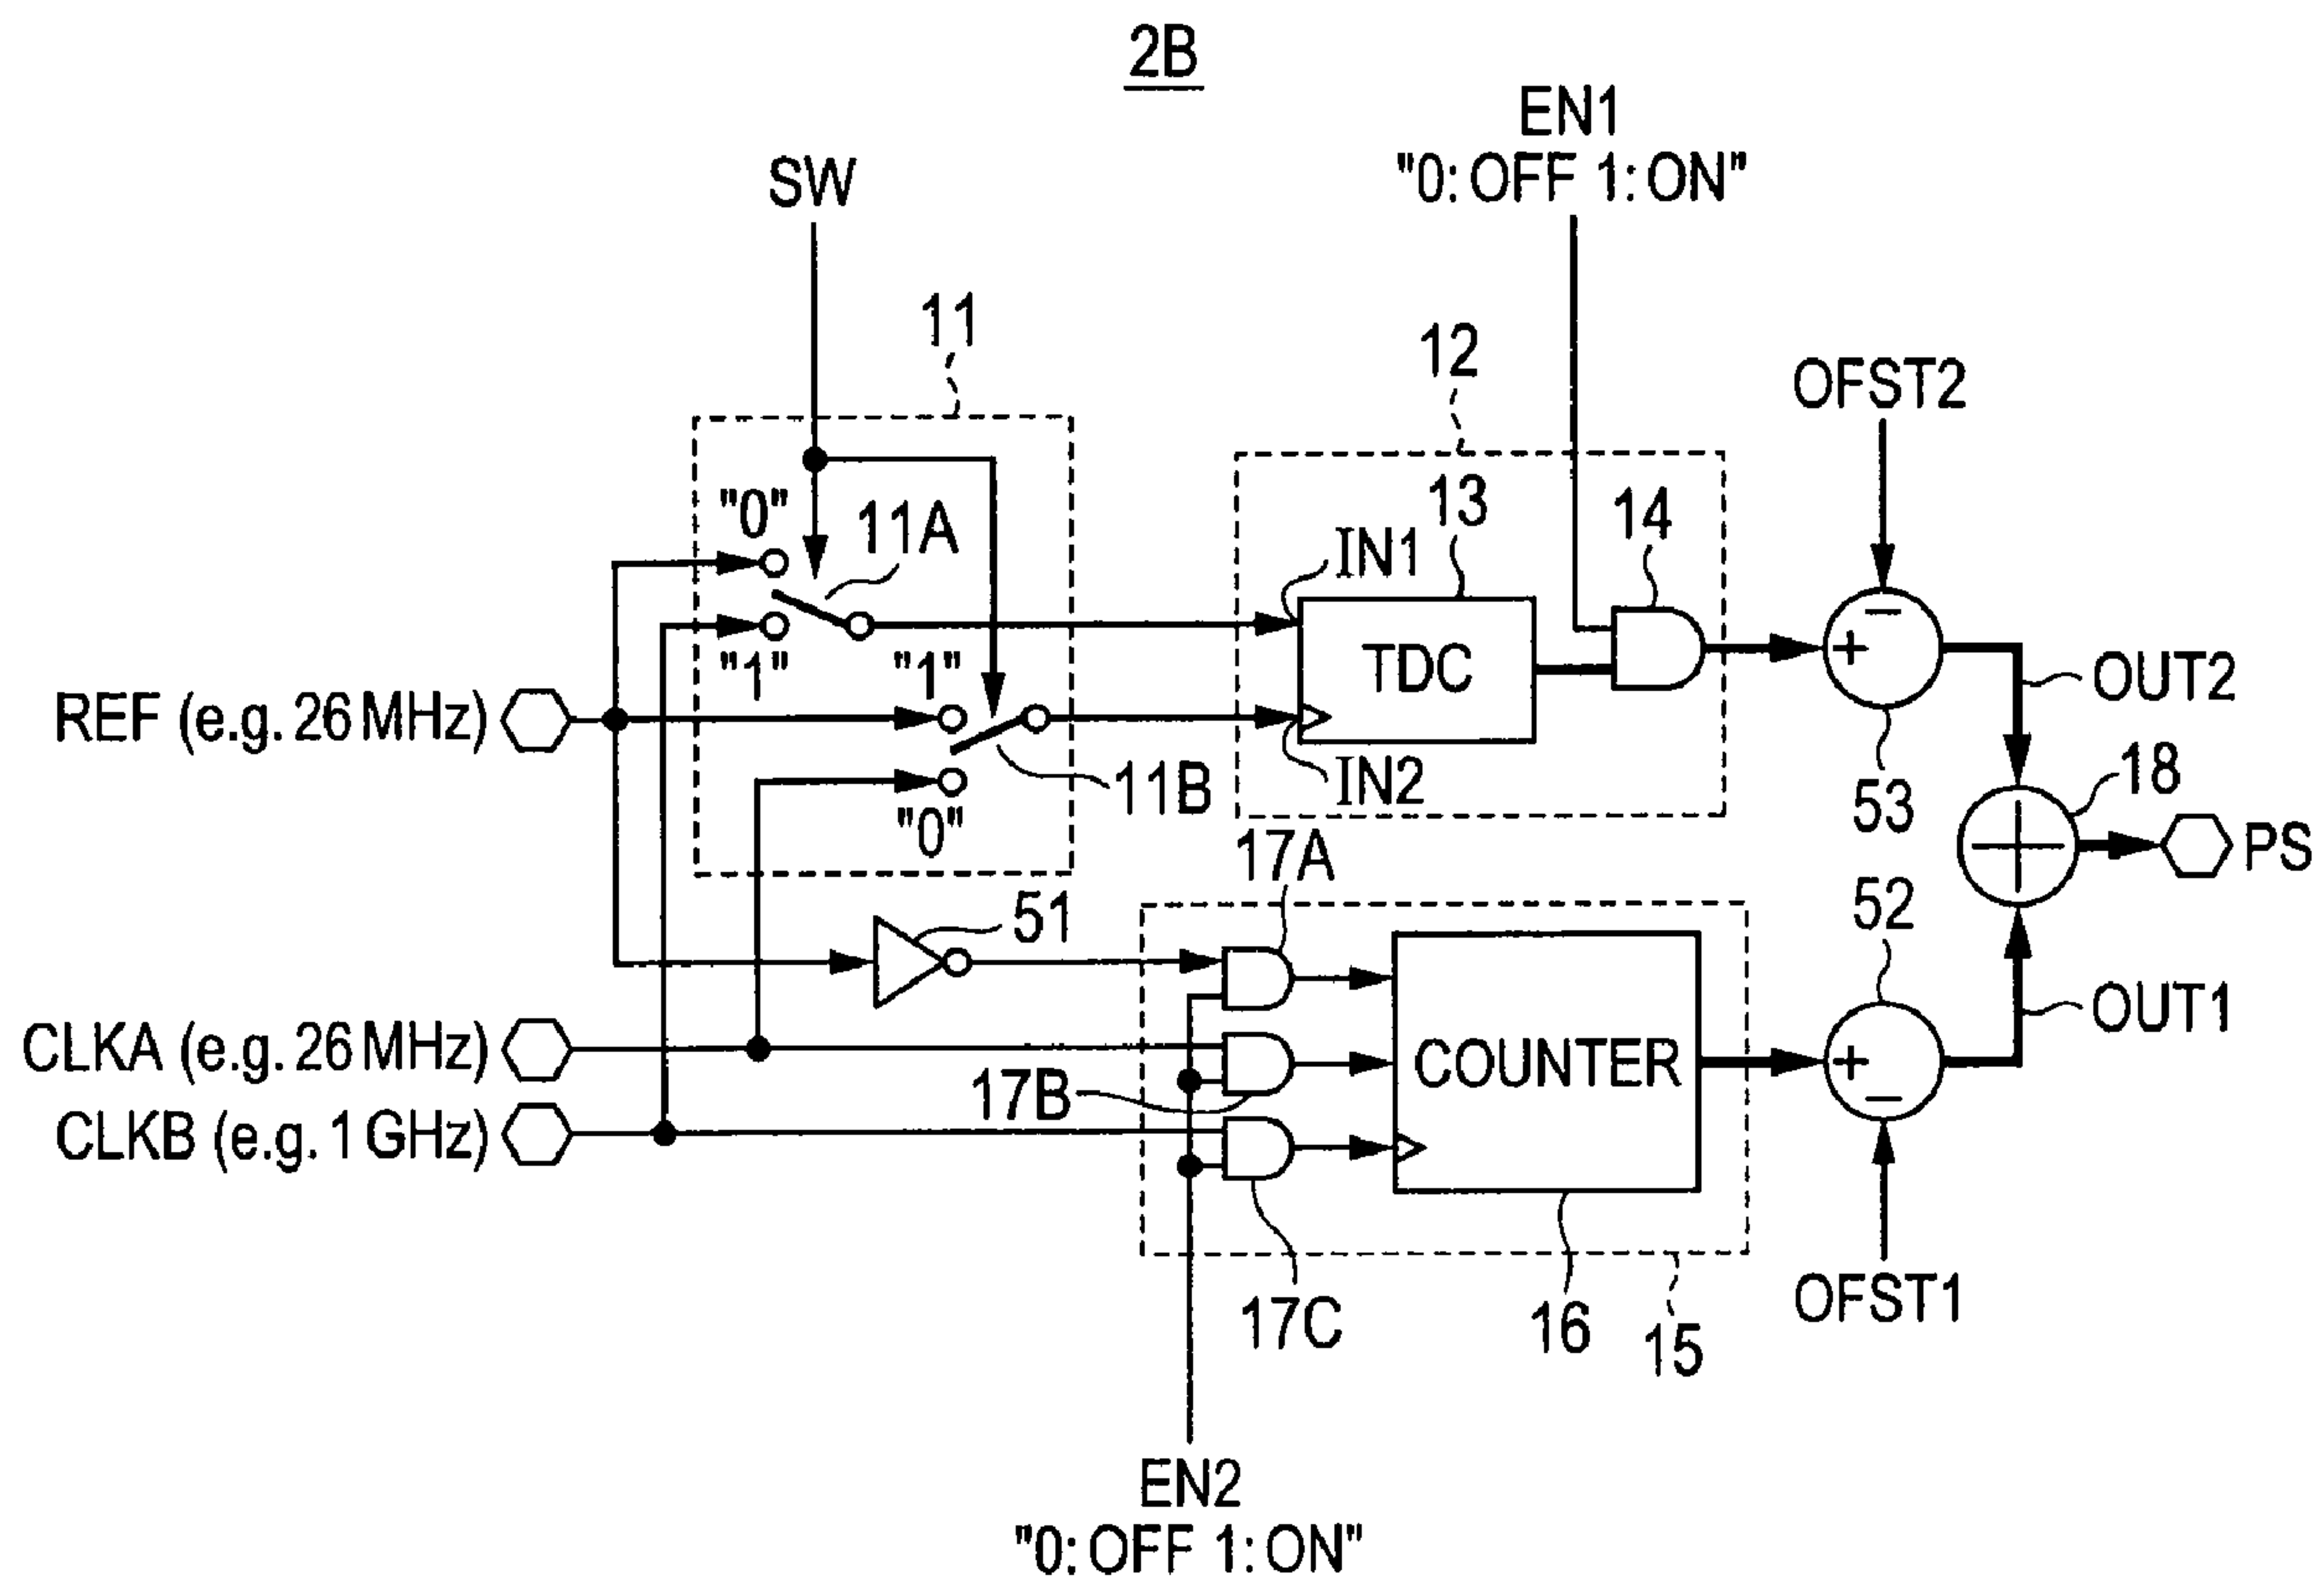 2B
EN1
"0: OFF 1: ON"
SW
11
12
OFST2
"0"
11A
13
14
IN1
TDC
"1"
"1"
OUT2
REF (e.g. 26 MHz)
11B
IN2
53
18
"0"
17A
PS
51
52
CLKA (e.g. 26 MHz)
COUNTER
OUT1
17B
CLKB (e.g. 1 GHz)
17C
16
15
OFST1
EN2
"0: OFF 1: ON"